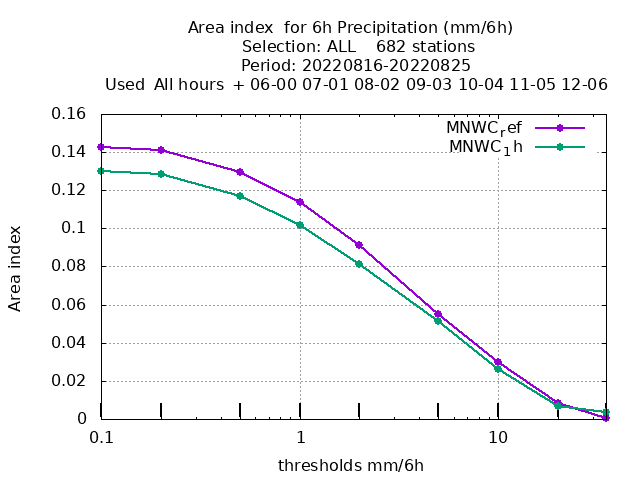 Area index  for 6h Precipitation (mm/6h)
Selection: ALL    682 stations
Period: 20220816-20220825
Used  All hours  + 06-00 07-01 08-02 09-03 10-04 11-05 12-06
0.16
0.14
0.12
0.1
0.08
0.06
0.04
0.02
0
Area index
MNWCref
MNWC1h
0.1 1 10
thresholds mm/6h